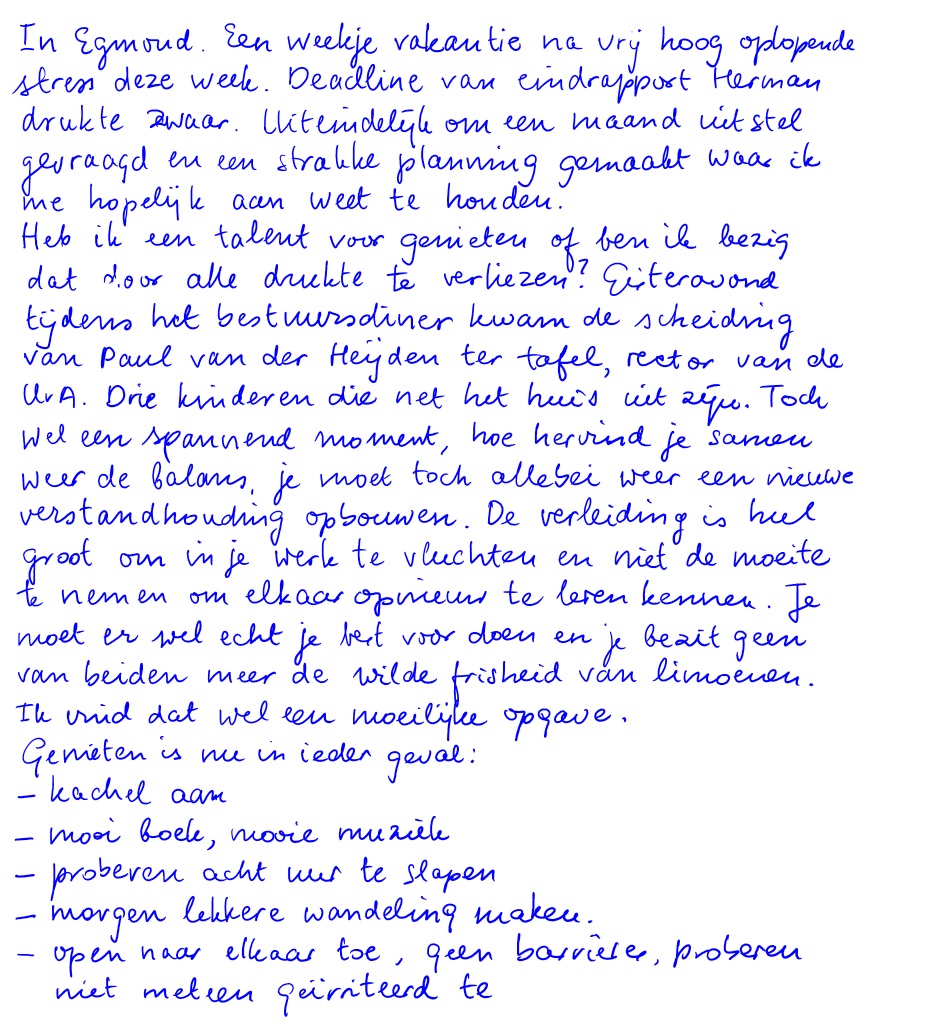 In Egmond. Een weekje vakantie na vrij hoog oplopende
stress deze week. Deadline van eindrapport Herman
drukte zwaar. Uiteindelijk om een maand uitstel
gevraagd en een strakke planning gemaakt waar ik
me hopelijk aan weet te houden.
Heb ik een talent voor genieten of ben ik bezig
dat door alle drukte te verliezen? Gisteravond
tijdens het bestuursdiner kwam de scheiding
van Paul van der Heijden ter tafel, rector van de
UvA. Drie kinderen die net het huis uit zijn. Toch
wel een spannend moment, hoe hervind je samen
weer de balans, je moet toch allebei weer een nieuwe
verstandhouding opbouwen. De verleiding is heel
groot om in je werk te vluchten en niet de moeite
te nemen om elkaar opnieuw te leren kennen. Je
moet er wel echt je best voor doen en je bezit geen
van beiden meer de wilde frisheid van limoenen.
Ik vind dat wel een moeilijke opgave.
Genieten is nu in ieder geval:
- kachel aan
- mooi boek, mooie muziek
- proberen acht uur te slapen
- morgen lekkere wandeling maken.
- open naar elkaar toe, geen barrières, proberen
niet meteen geïrriteerd te